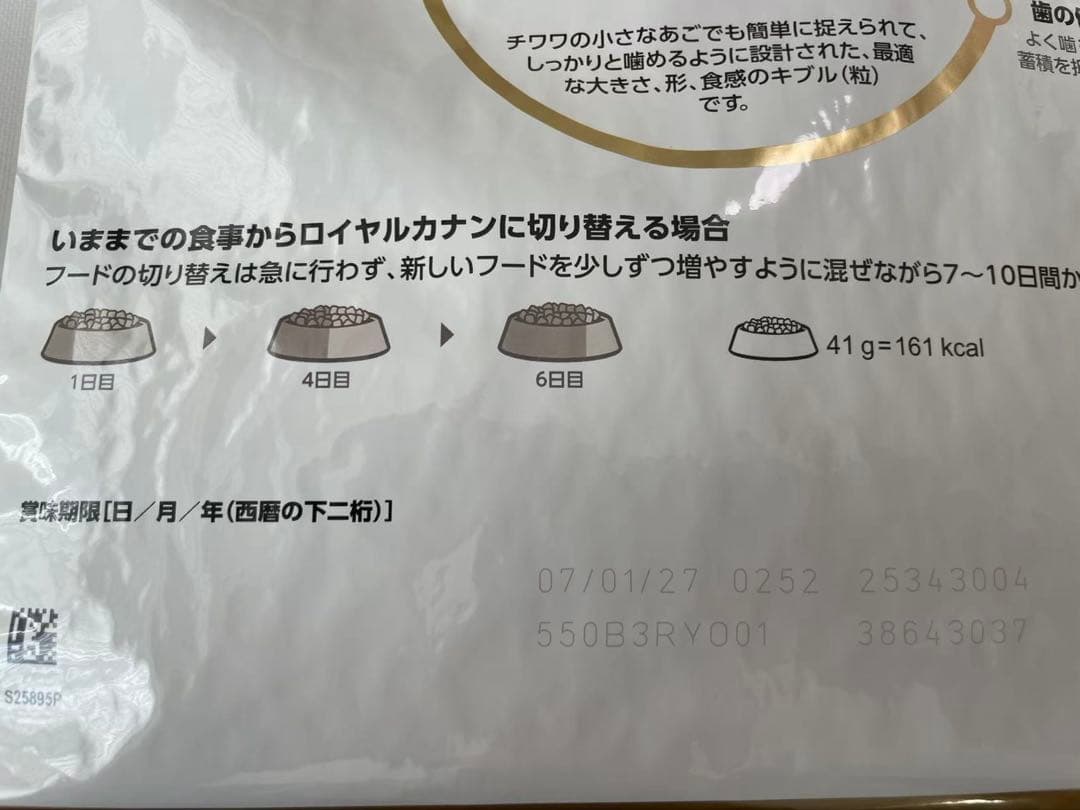 チワワの小さなあごでも簡単に捉えられて、
しっかりと噛めるように設計された、最適
な大きさ、形、食感のキブル（粒）
です。
歯の
よく噛
蓄積を
いままでの食事からロイヤルカナンに切り替える場合
フードの切り替えは急に行わず、新しいフードを少しずつ増やすように混ぜながら7～10日間か
1日目
4日目
6日目
41 g=161 kcal
賞味期限[日／月／年(西暦の下二桁)]
07/01/27 0252 25343004
550B3RYO01 38643037
S25895P